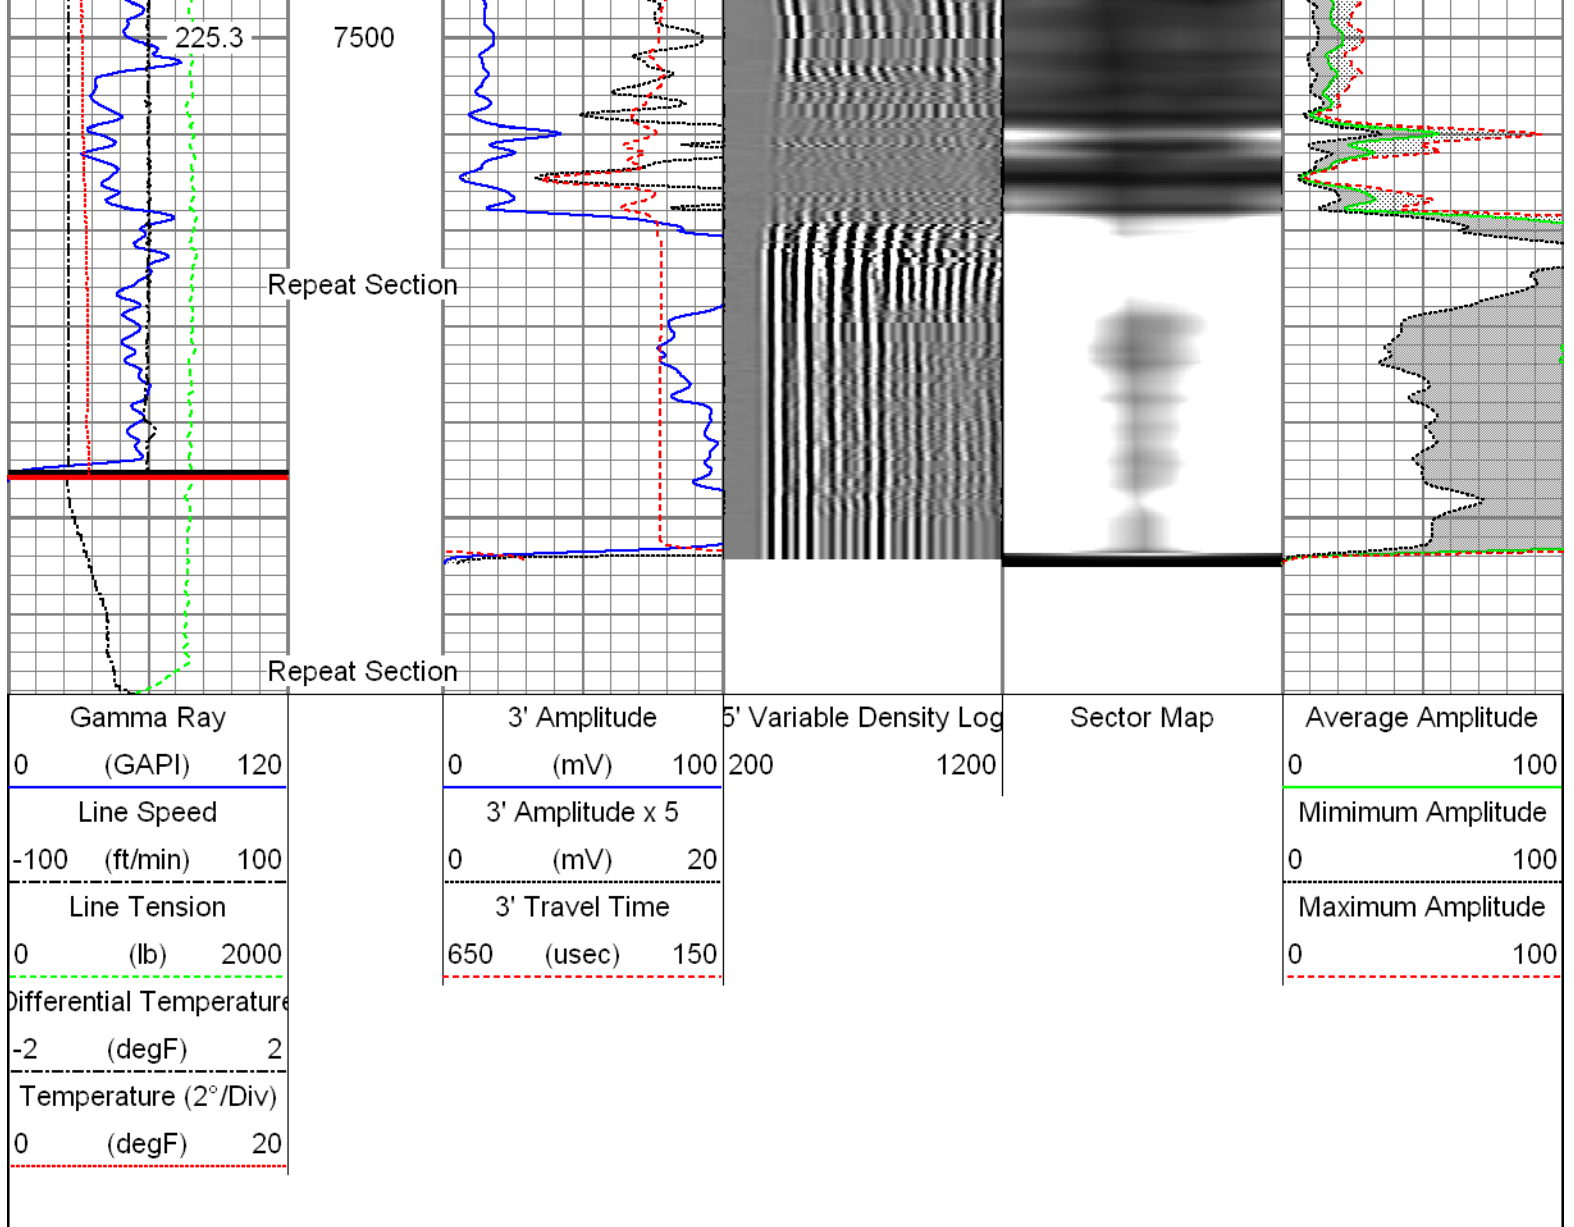 225.3
7500
Repeat Section
Repeat Section
Gamma Ray
0 (GAPI) 120
Line Speed
-100 (ft/min) 100
Line Tension
0 (lb) 2000
Differential Temperature
-2 (degF) 2
Temperature (2°/Div)
0 (degF) 20
3' Amplitude
0 (mV) 100
3' Amplitude x 5
0 (mV) 20
3' Travel Time
650 (usec) 150
5' Variable Density Log
200 1200
Sector Map
Average Amplitude
0 100
Mimimum Amplitude
0 100
Maximum Amplitude
0 100